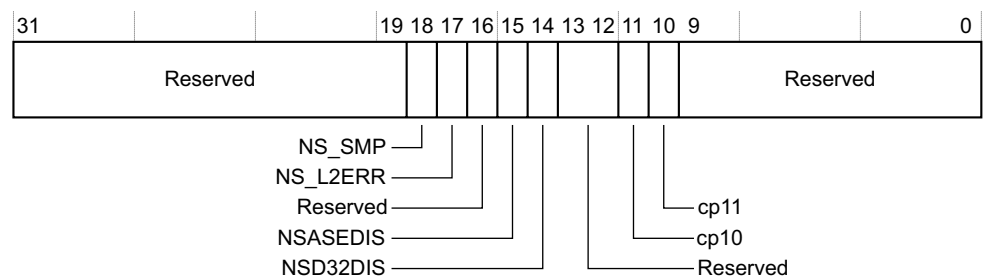 31 19 18 17 16 15 14 13 12 11 10 9 0
Reserved Reserved
NS_SMP
NS_L2ERR
Reserved cp11
NSASEDIS cp10
NSD32DIS Reserved